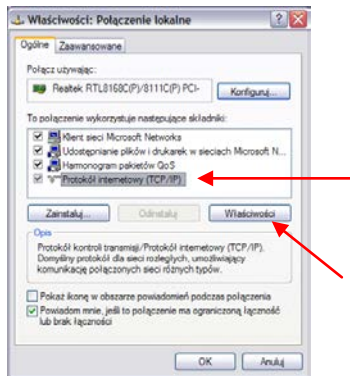 Właściwości: Połączenie lokalne
Ogólne Zaawansowane
Połącz używając:
Realtek RTL8168C(P)/8111C(P) PCI-
Konfiguruj...
To połączenie wykorzystuje następujące składniki:
Klient sieci Microsoft Networks
Udostępnianie plików i drukarek w sieciach Microsoft N...
Harmonogram pakietów QoS
Protokół internetowy (TCP/IP)
Zainstaluj... Odinstaluj Właściwości
Opis
Protokół kontroli transmisji/Protokół internetowy (TCP/IP).
Domyślny protokół dla sieci rozległych, umożliwiający
komunikację połączonych sieci różnych typów.
Pokaż ikonę w obszarze powiadomień podczas połączenia
Powiadom mnie, jeśli to połączenie ma ograniczoną łączność
lub brak łączności
OK Anuluj